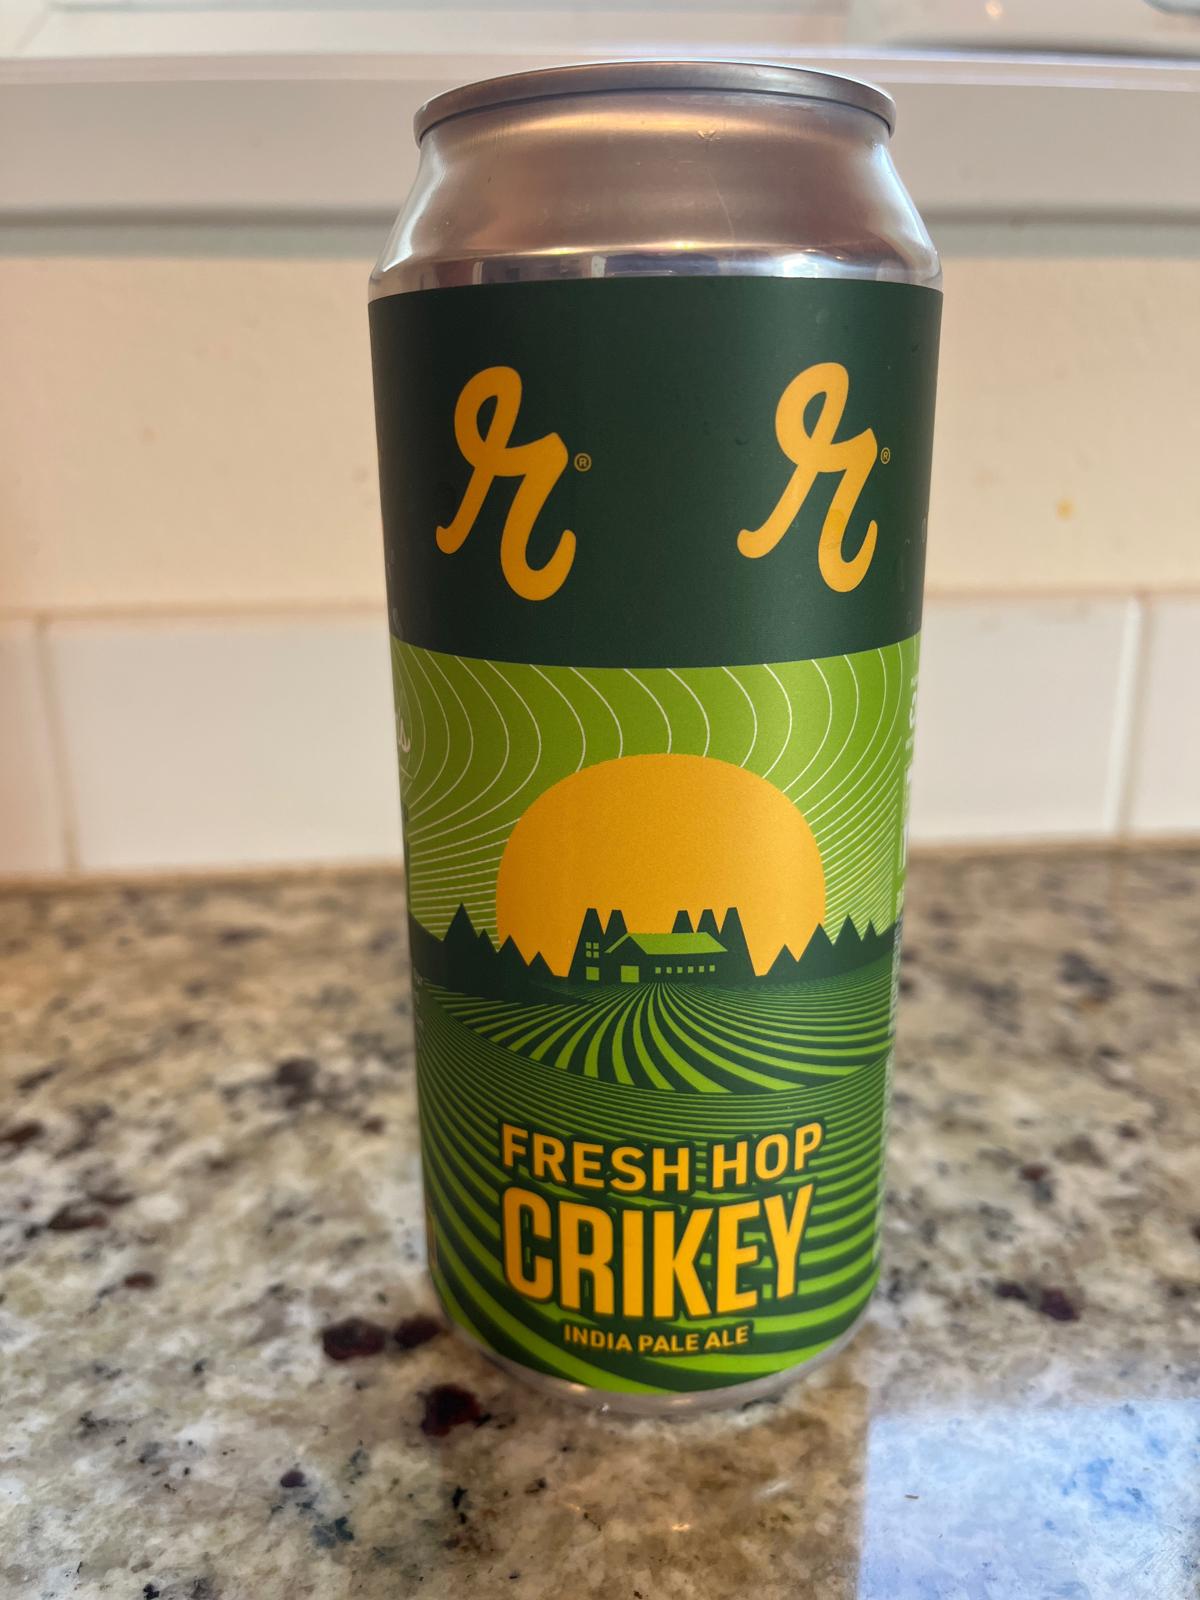 r® r®
FRESH HOP
CRIKEY
INDIA PALE ALE